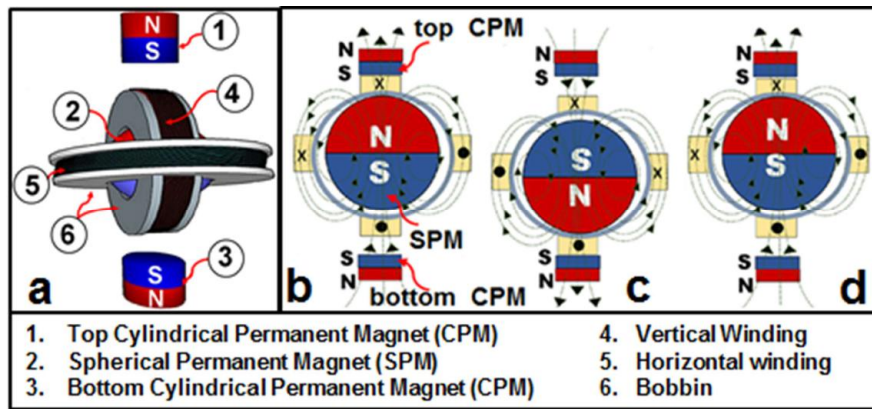 N
S
1
2
4
5
6
S
N
3
a
top CPM
N
S
X
X
N
S
SPM
S
N
b
bottom CPM
N
S
X
S
N
X
S
N
c
N
S
X
X
N
S
S
N
d
1. Top Cylindrical Permanent Magnet (CPM)
2. Spherical Permanent Magnet (SPM)
3. Bottom Cylindrical Permanent Magnet (CPM)
4. Vertical Winding
5. Horizontal winding
6. Bobbin